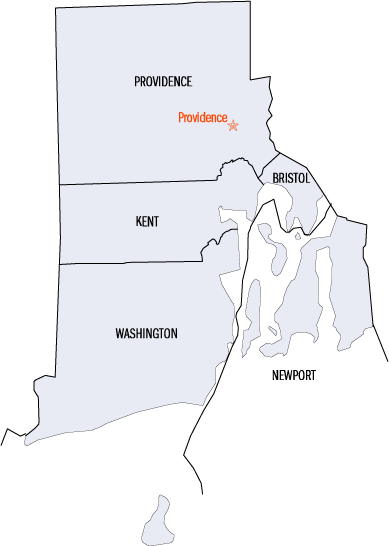 PROVIDENCE
Providence
BRISTOL
KENT
WASHINGTON
NEWPORT